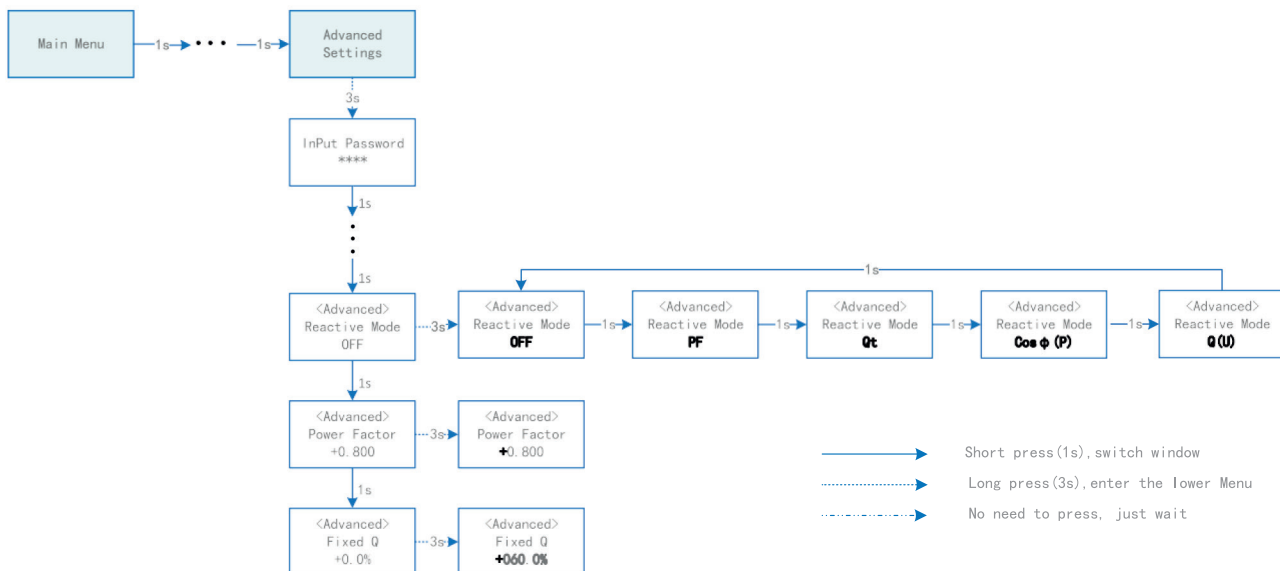 Main Menu
1s
•••
1s
Advanced
Settings
3s
InPut Password
****
1s
1s
1s
<Advanced>
Reactive Mode
OFF
3s
<Advanced>
Reactive Mode
OFF
1s
<Advanced>
Reactive Mode
PF
1s
<Advanced>
Reactive Mode
Qt
1s
<Advanced>
Reactive Mode
Cos ϕ (P)
1s
<Advanced>
Reactive Mode
Q(U)
1s
<Advanced>
Power Factor
+0.800
3s
<Advanced>
Power Factor
+0.800
1s
<Advanced>
Fixed Q
+0.0%
3s
<Advanced>
Fixed Q
+060.0%
Short press(1s),switch window
Long press(3s),enter the lower Menu
No need to press, just wait